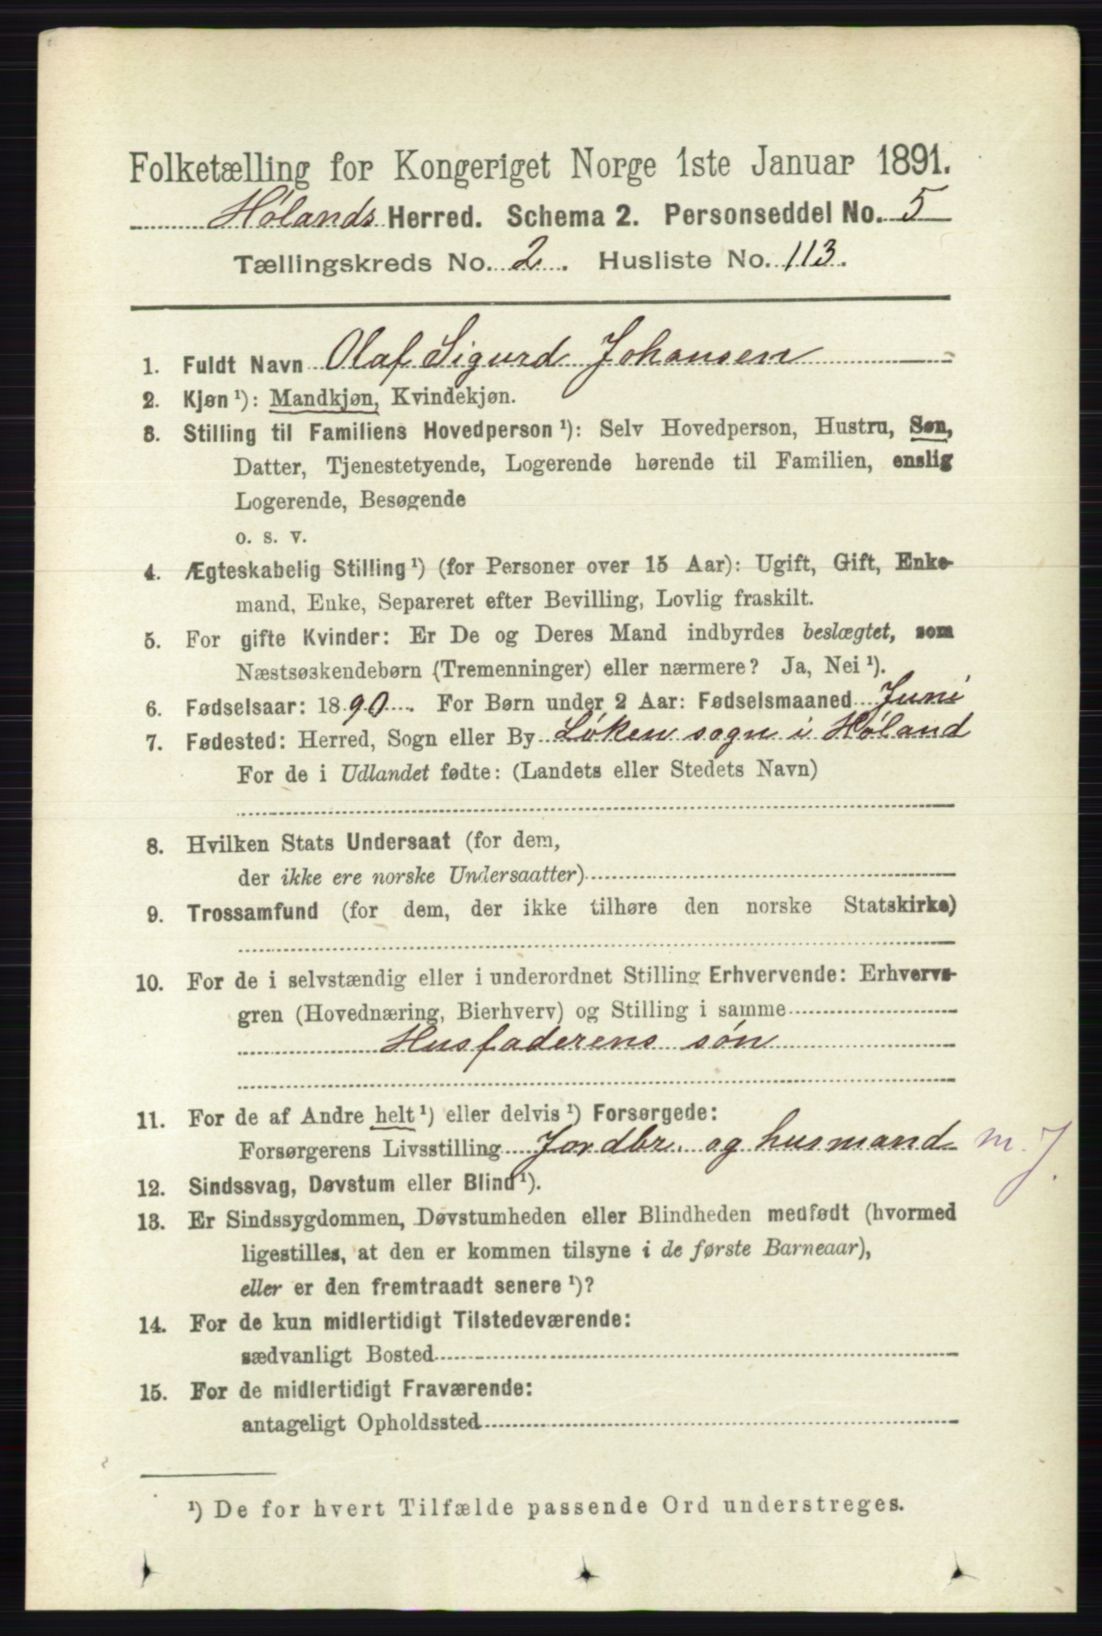 Folketælling for Kongeriget Norge 1ste Januar 1891.
Hølands Herred. Schema 2. Personseddel No. 5
Tællingskreds No. 2. Husliste No. 113.
1. Fuldt Navn Olaf Sigurd Johansen
2. Kjøn ¹): Mandkjøn, Kvindekjøn.
3. Stilling til Familiens Hovedperson ¹): Selv Hovedperson, Hustru, Søn,
Datter, Tjenestetyende, Logerende hørende til Familien, enslig
Logerende, Besøgende
o. s. v.
4. Ægteskabelig Stilling ¹) (for Personer over 15 Aar): Ugift, Gift, Enke-
mand, Enke, Separeret efter Bevilling, Lovlig fraskilt.
5. For gifte Kvinder: Er De og Deres Mand indbyrdes beslægtet, som
Næstsøskendebørn (Tremenninger) eller nærmere? Ja, Nei ¹).
6. Fødselsaar: 1890. For Børn under 2 Aar: Fødselsmaaned Juni
7. Fødested: Herred, Sogn eller By Løken sogn i Høland
For de i Udlandet fødte: (Landets eller Stedets Navn)
8. Hvilken Stats Undersaat (for dem,
der ikke ere norske Undersaatter)
9. Trossamfund (for dem, der ikke tilhøre den norske Statskirke)
10. For de i selvstændig eller i underordnet Stilling Erhvervende: Erhvervs-
gren (Hovednæring, Bierhverv) og Stilling i samme
Husfaderens søn
11. For de af Andre helt ¹) eller delvis ¹) Forsørgede:
Forsørgerens Livsstilling Jordbr. og husmand m. J.
12. Sindssvag, Døvstum eller Blind ¹).
13. Er Sindssygdommen, Døvstumheden eller Blindheden medfødt (hvormed
ligestilles, at den er kommen tilsyne i de første Barneaar),
eller er den fremtraadt senere ¹)?
14. For de kun midlertidigt Tilstedeværende:
sædvanligt Bosted
15. For de midlertidigt Fraværende:
antageligt Opholdssted
¹) De for hvert Tilfælde passende Ord understreges.